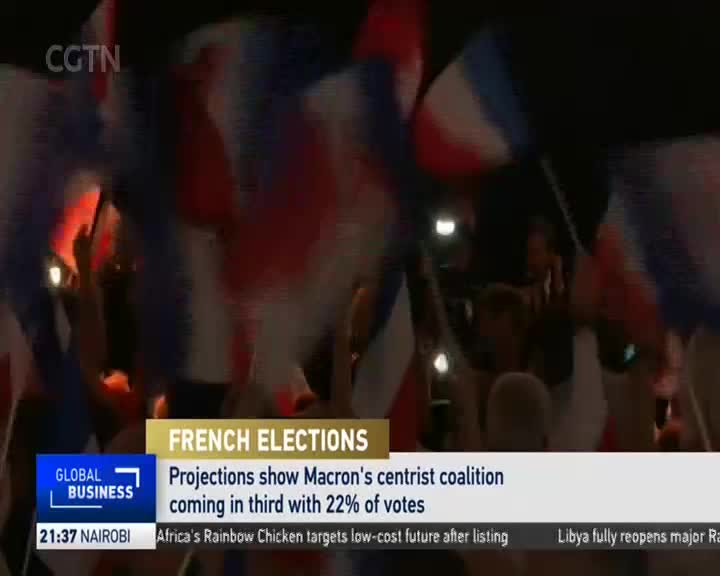 CGTN
FRENCH ELECTIONS
Projections show Macron's centrist coalition
coming in third with 22% of votes
GLOBAL
BUSINESS
21:37 NAIROBI
Africa's Rainbow Chicken targets low-cost future after listing
Libya fully reopens major Ra